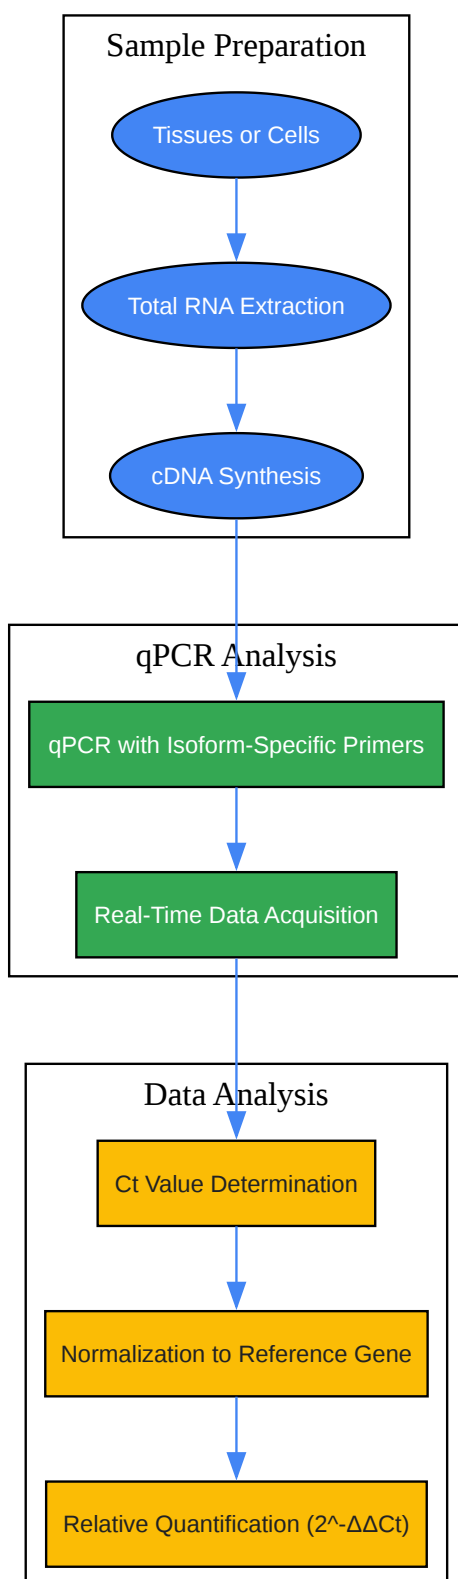 Sample Preparation
Tissues or Cells
Total RNA Extraction
cDNA Synthesis
qPCR Analysis
qPCR with Isoform-Specific Primers
Real-Time Data Acquisition
Data Analysis
Ct Value Determination
Normalization to Reference Gene
Relative Quantification (2^-ΔΔCt)